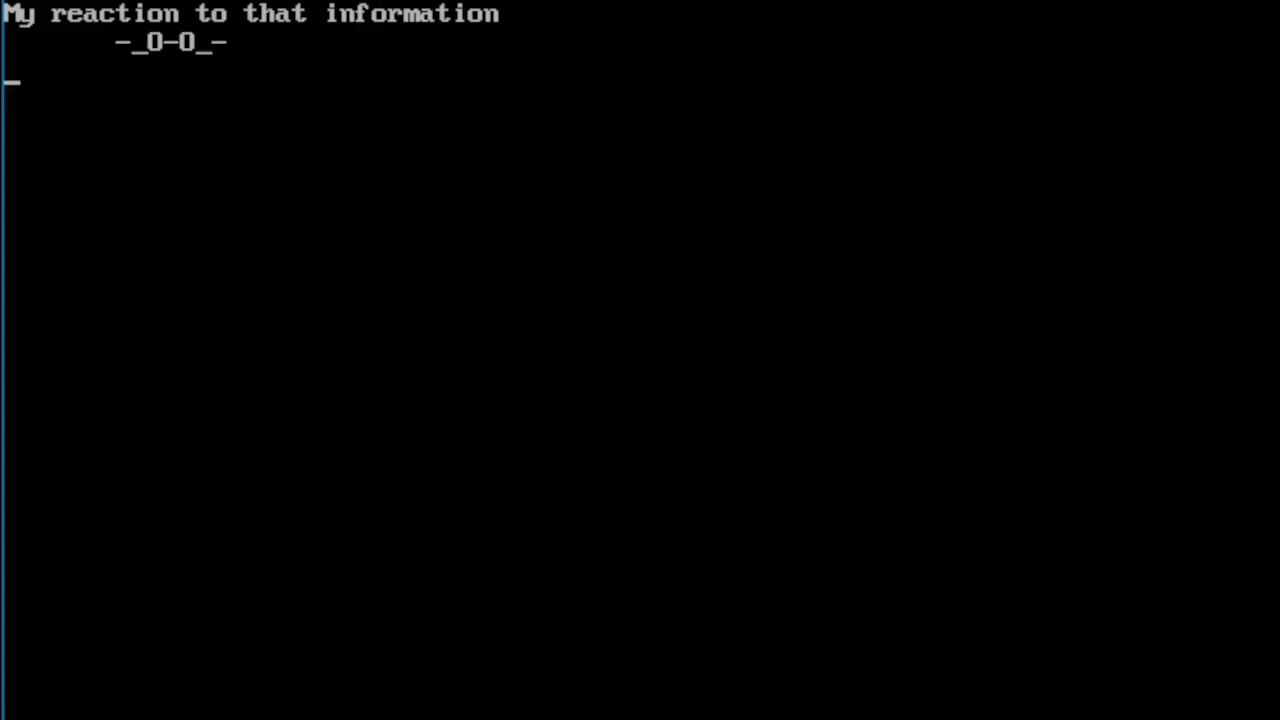 My reaction to that information
-_O-O_-
_